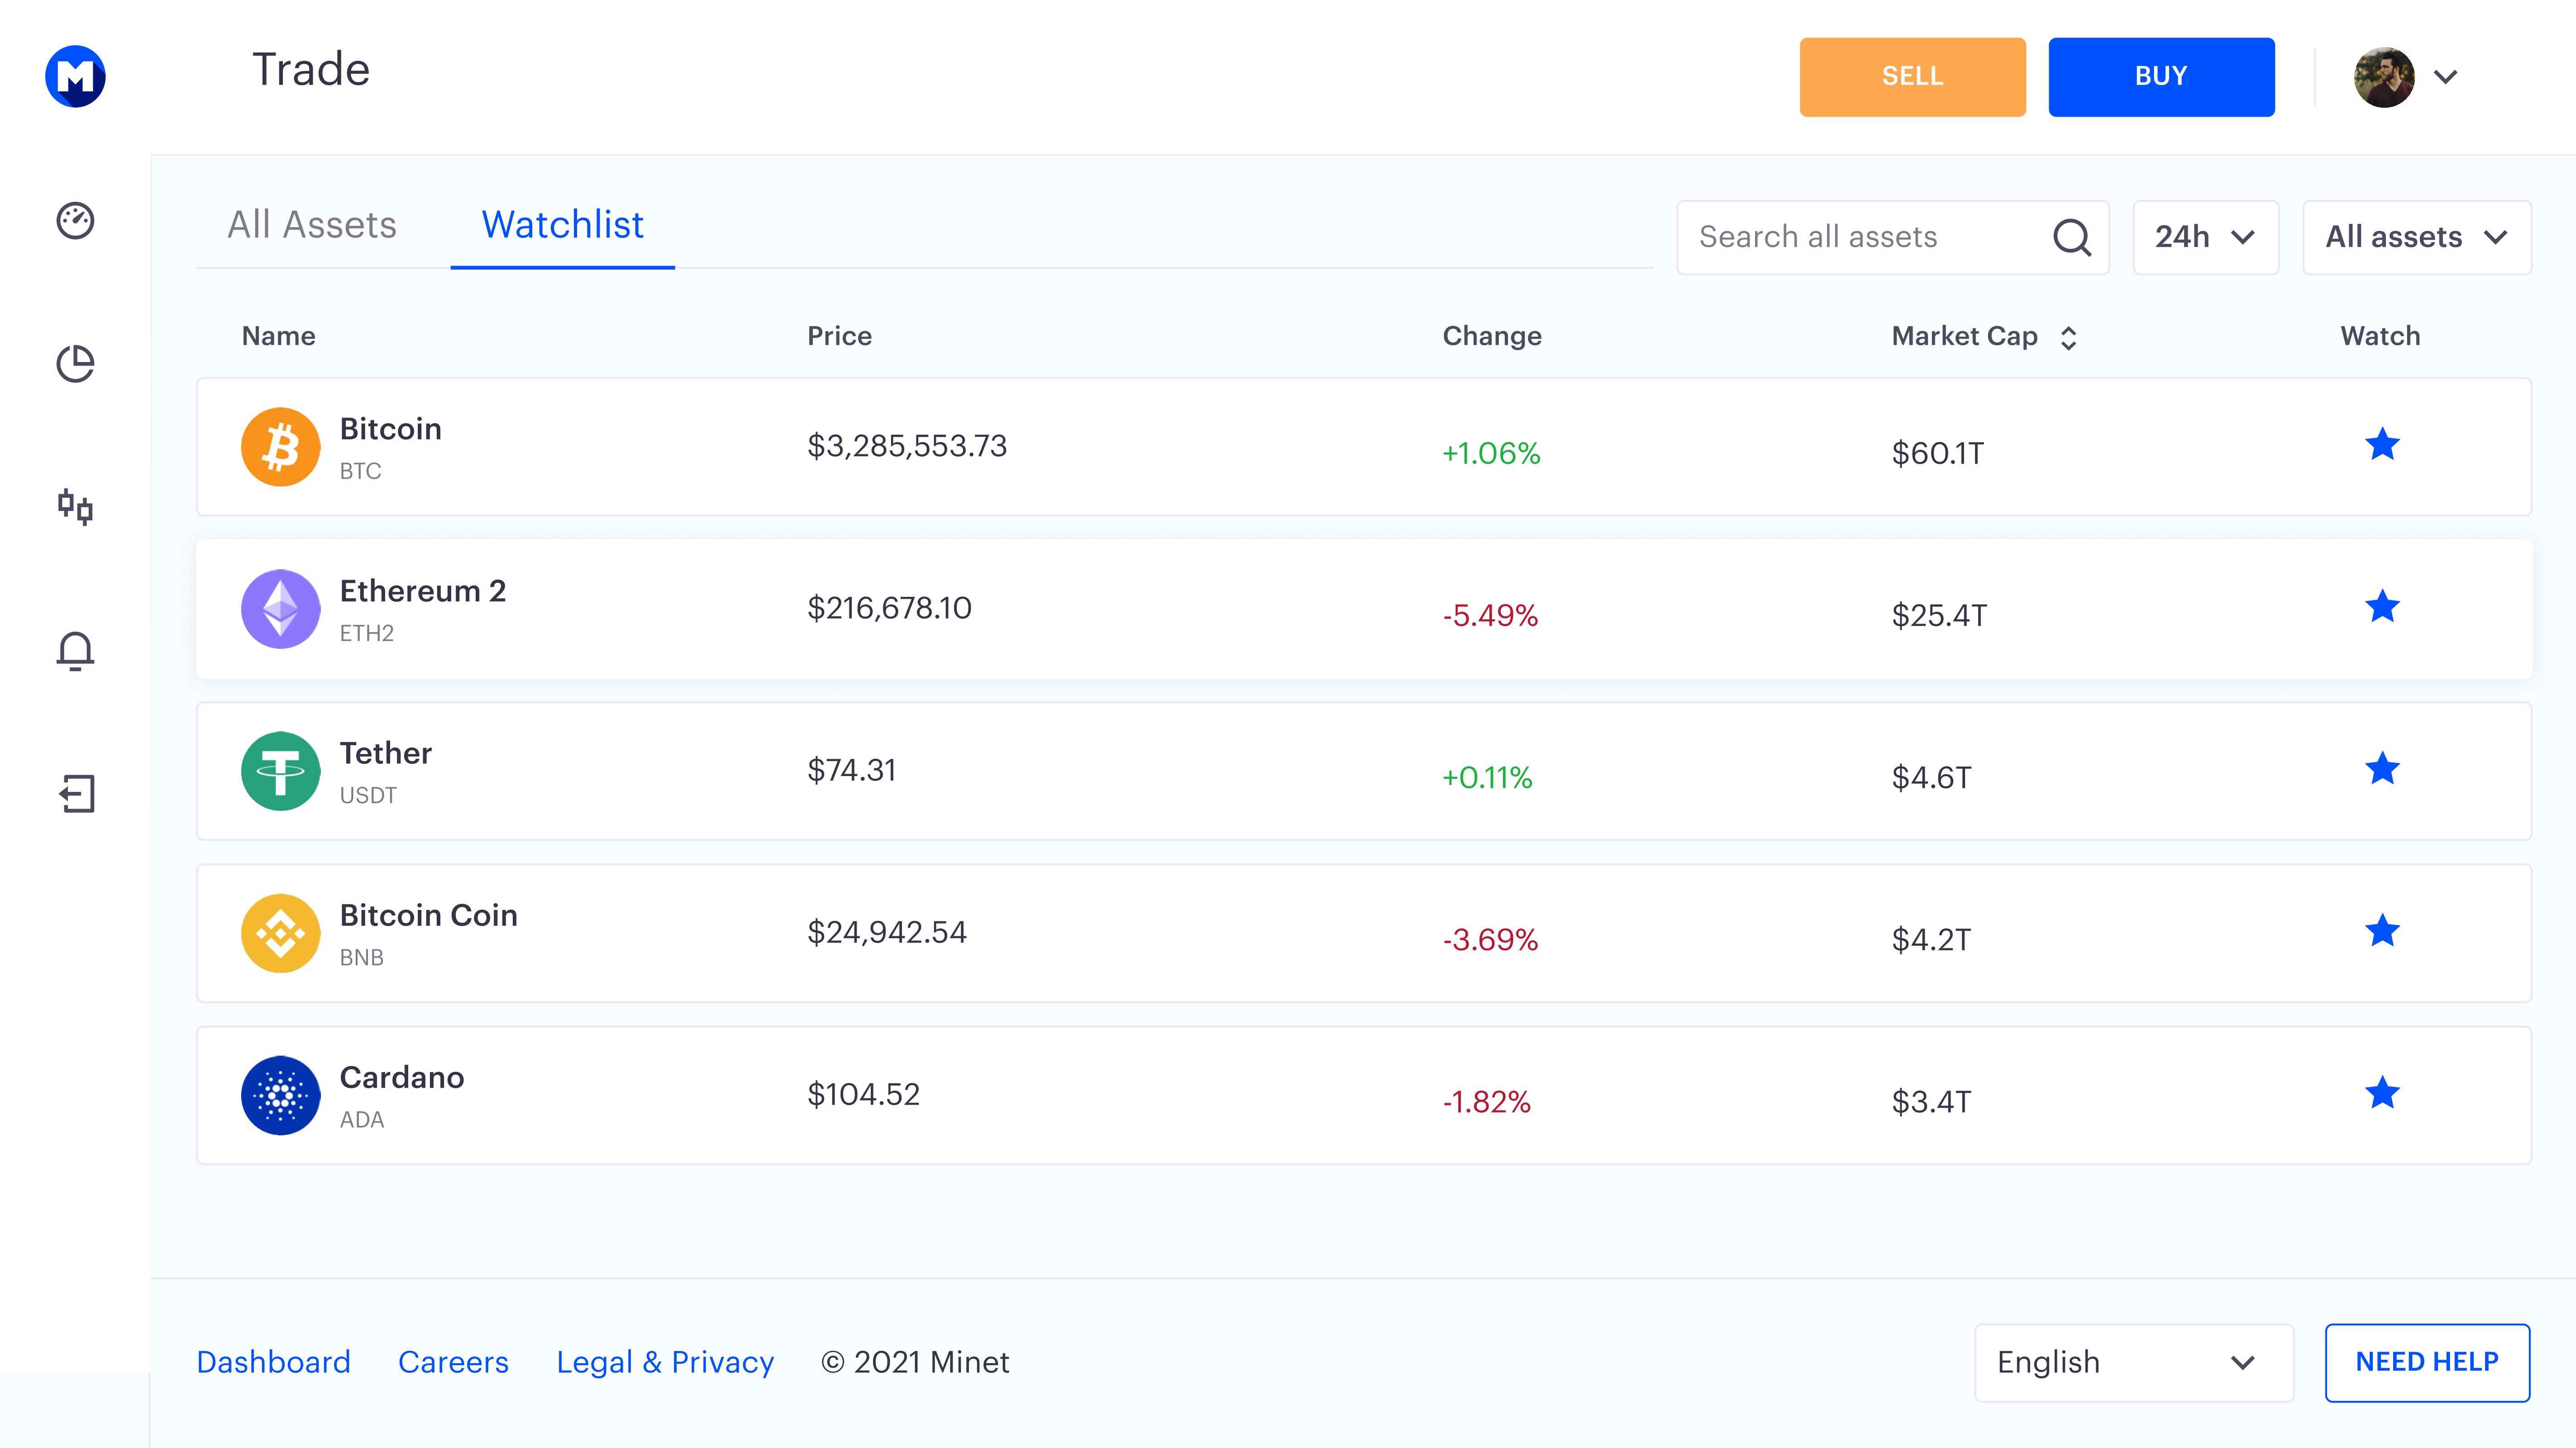 M
Trade
SELL
BUY
All Assets
Watchlist
Search all assets
24h
All assets
Name
Price
Change
Market Cap
Watch
Bitcoin
BTC
$3,285,553.73
+1.06%
$60.1T
Ethereum 2
ETH2
$216,678.10
-5.49%
$25.4T
Tether
USDT
$74.31
+0.11%
$4.6T
Bitcoin Coin
BNB
$24,942.54
-3.69%
$4.2T
Cardano
ADA
$104.52
-1.82%
$3.4T
Dashboard
Careers
Legal & Privacy
© 2021 Minet
English
NEED HELP